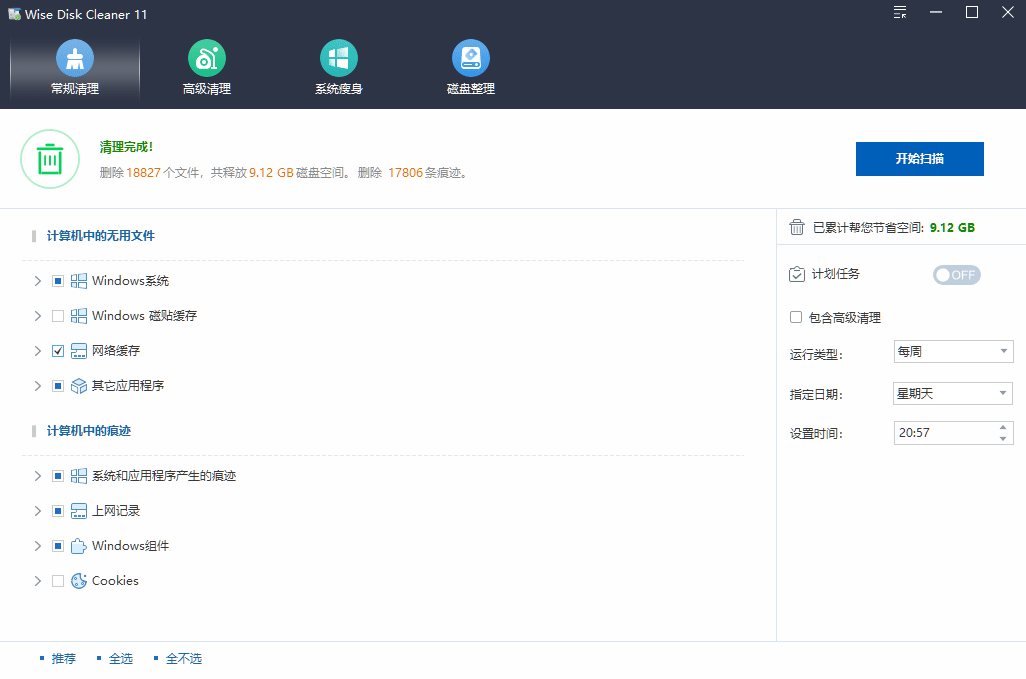 Wise Disk Cleaner 11
常规清理
高级清理
系统瘦身
磁盘整理
清理完成!
删除 18827 个文件，共释放 9.12 GB 磁盘空间。 删除 17806 条痕迹。
开始扫描
计算机中的无用文件
Windows系统
Windows 磁贴缓存
网络缓存
其它应用程序
计算机中的痕迹
系统和应用程序产生的痕迹
上网记录
Windows组件
Cookies
已累计帮您节省空间: 9.12 GB
计划任务 OFF
包含高级清理
运行类型: 每周
指定日期: 星期天
设置时间: 20:57
推荐 全选 全不选